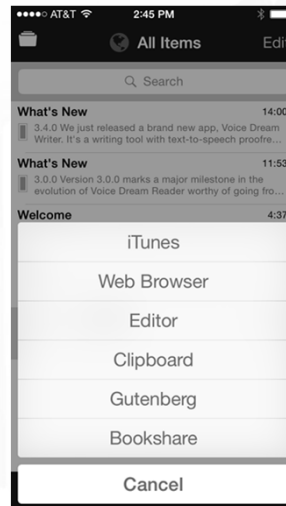 AT&T 2:45 PM
All Items Edi
Search
What's New 14:00
3.4.0 We just released a brand new app, Voice Dream
Writer. It's a writing tool with text-to-speech proofre...
What's New 11:53
3.0.0 Version 3.0.0 marks a major milestone in the
evolution of Voice Dream Reader worthy of going fro...
Welcome 4:37
iTunes
Web Browser
Editor
Clipboard
Gutenberg
Bookshare
Cancel